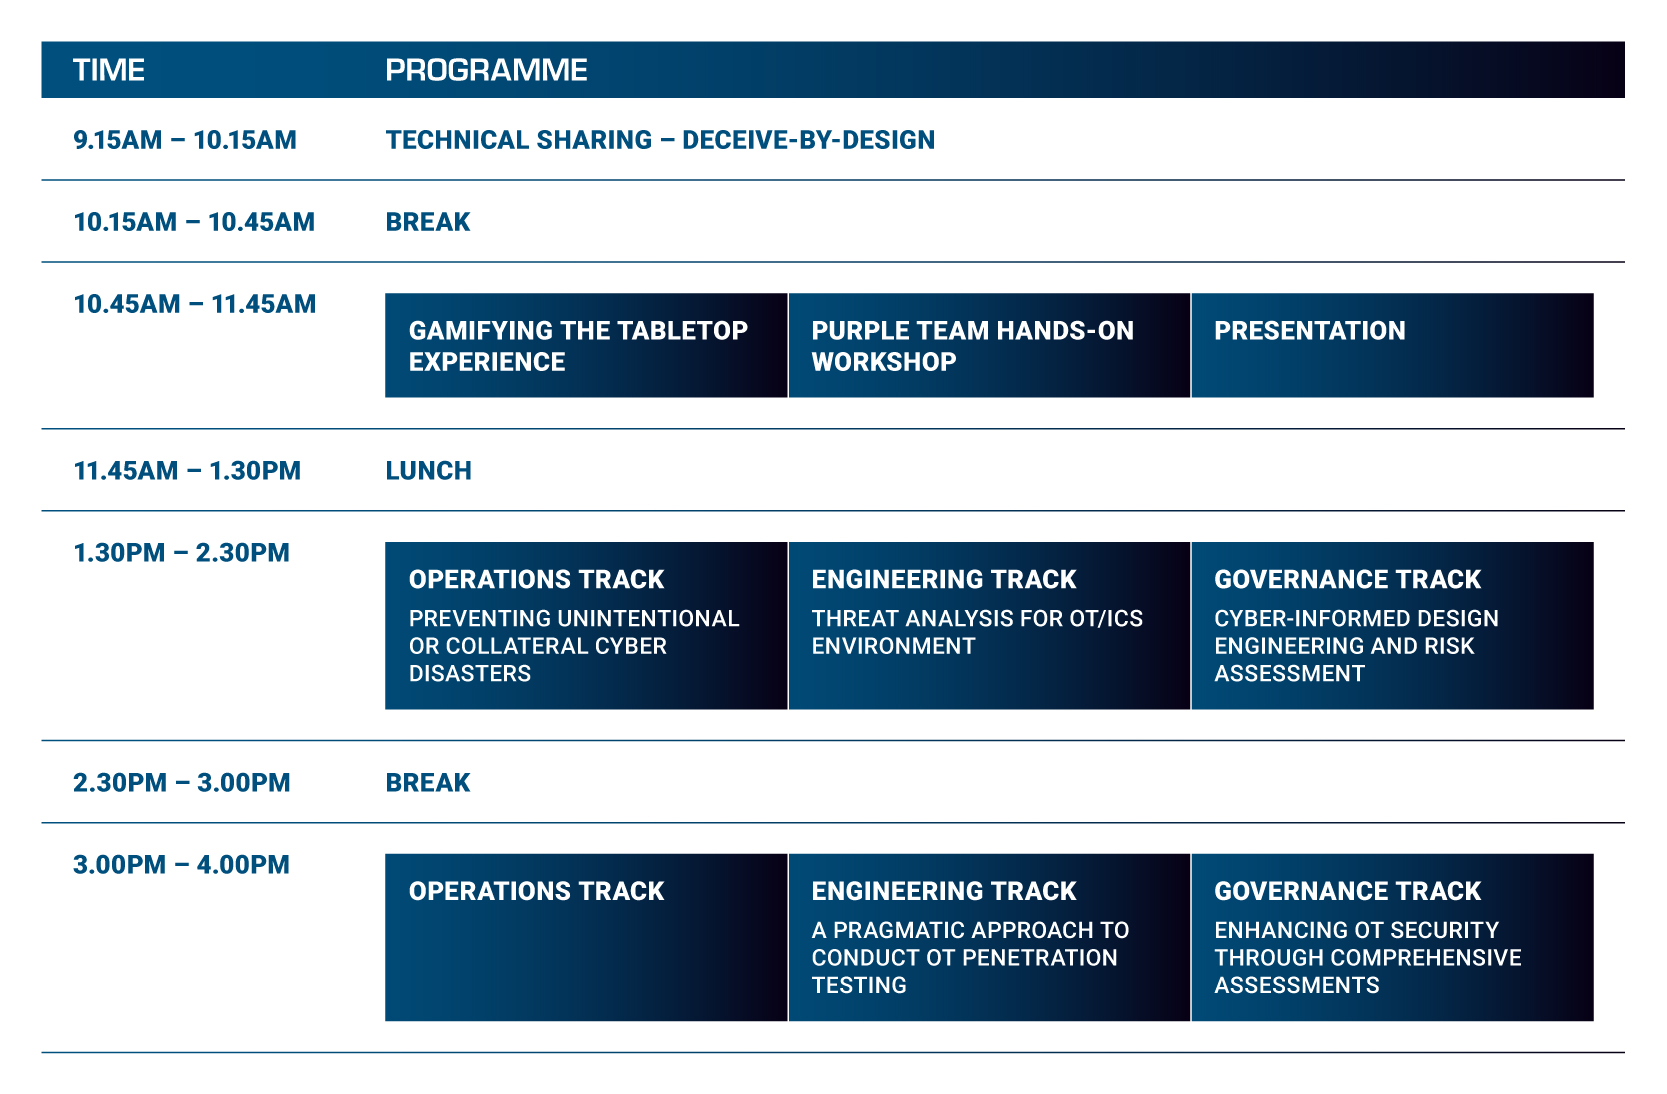 TIME
PROGRAMME
9.15AM – 10.15AM
TECHNICAL SHARING – DECEIVE-BY-DESIGN
10.15AM – 10.45AM
BREAK
10.45AM – 11.45AM
GAMIFYING THE TABLETOP
EXPERIENCE
PURPLE TEAM HANDS-ON
WORKSHOP
PRESENTATION
11.45AM – 1.30PM
LUNCH
1.30PM – 2.30PM
OPERATIONS TRACK
PREVENTING UNINTENTIONAL
OR COLLATERAL CYBER
DISASTERS
ENGINEERING TRACK
THREAT ANALYSIS FOR OT/ICS
ENVIRONMENT
GOVERNANCE TRACK
CYBER-INFORMED DESIGN
ENGINEERING AND RISK
ASSESSMENT
2.30PM – 3.00PM
BREAK
3.00PM – 4.00PM
OPERATIONS TRACK
ENGINEERING TRACK
A PRAGMATIC APPROACH TO
CONDUCT OT PENETRATION
TESTING
GOVERNANCE TRACK
ENHANCING OT SECURITY
THROUGH COMPREHENSIVE
ASSESSMENTS